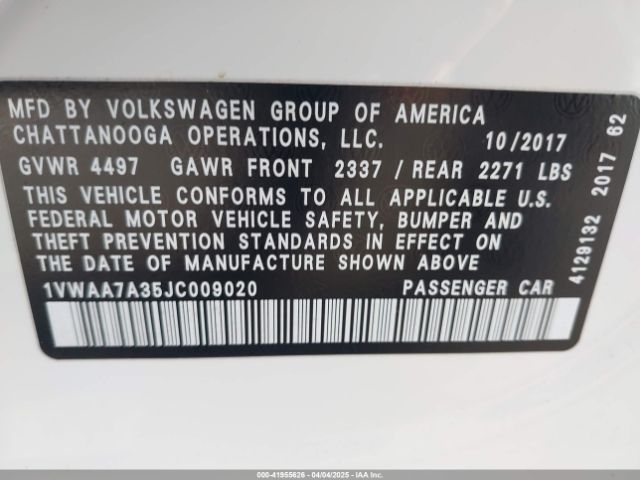 MFD BY VOLKSWAGEN GROUP OF AMERICA
CHATTANOOGA OPERATIONS, LLC. 10/2017
GVWR 4497 GAWR FRONT 2337 / REAR 2271 LBS
THIS VEHICLE CONFORMS TO ALL APPLICABLE U.S.
FEDERAL MOTOR VEHICLE SAFETY, BUMPER AND
THEFT PREVENTION STANDARDS IN EFFECT ON
THE DATE OF MANUFACTURE SHOWN ABOVE
1VWAA7A35JC009020 PASSENGER CAR
4129132 2017 62
000-41955626 - 04/04/2025 - IAA Inc.